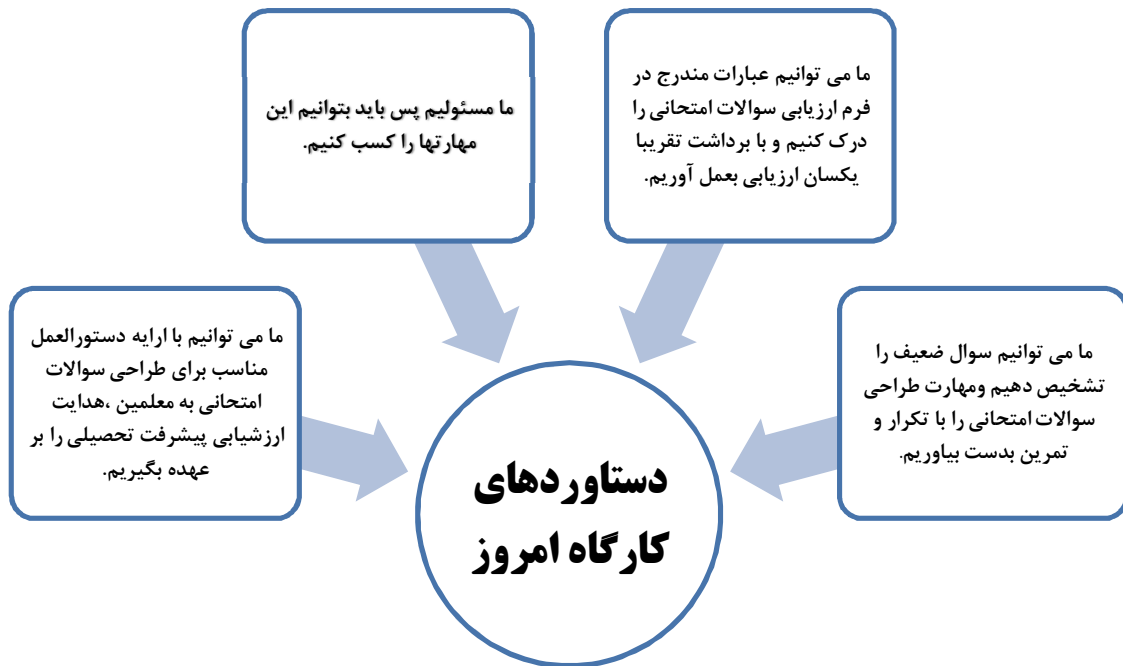 ما می توانیم عبارات مندرج در
فرم ارزیابی سوالات امتحانی را
درک کنیم و با برداشت تقریبا
یکسان ارزیابی بعمل آوریم.
ما مسئولیم پس باید بتوانیم این
مهارتها را کسب کنیم.
ما می توانیم سوال ضعیف را
تشخیص دهیم ومهارت طراحی
سوالات امتحانی را با تکرار و
تمرین بدست بیاوریم.
ما می توانیم با ارایه دستورالعمل
مناسب برای طراحی سوالات
امتحانی به معلمین ،هدایت
ارزشیابی پیشرفت تحصیلی را بر
عهده بگیریم.
دستاوردهای
کارگاه امروز